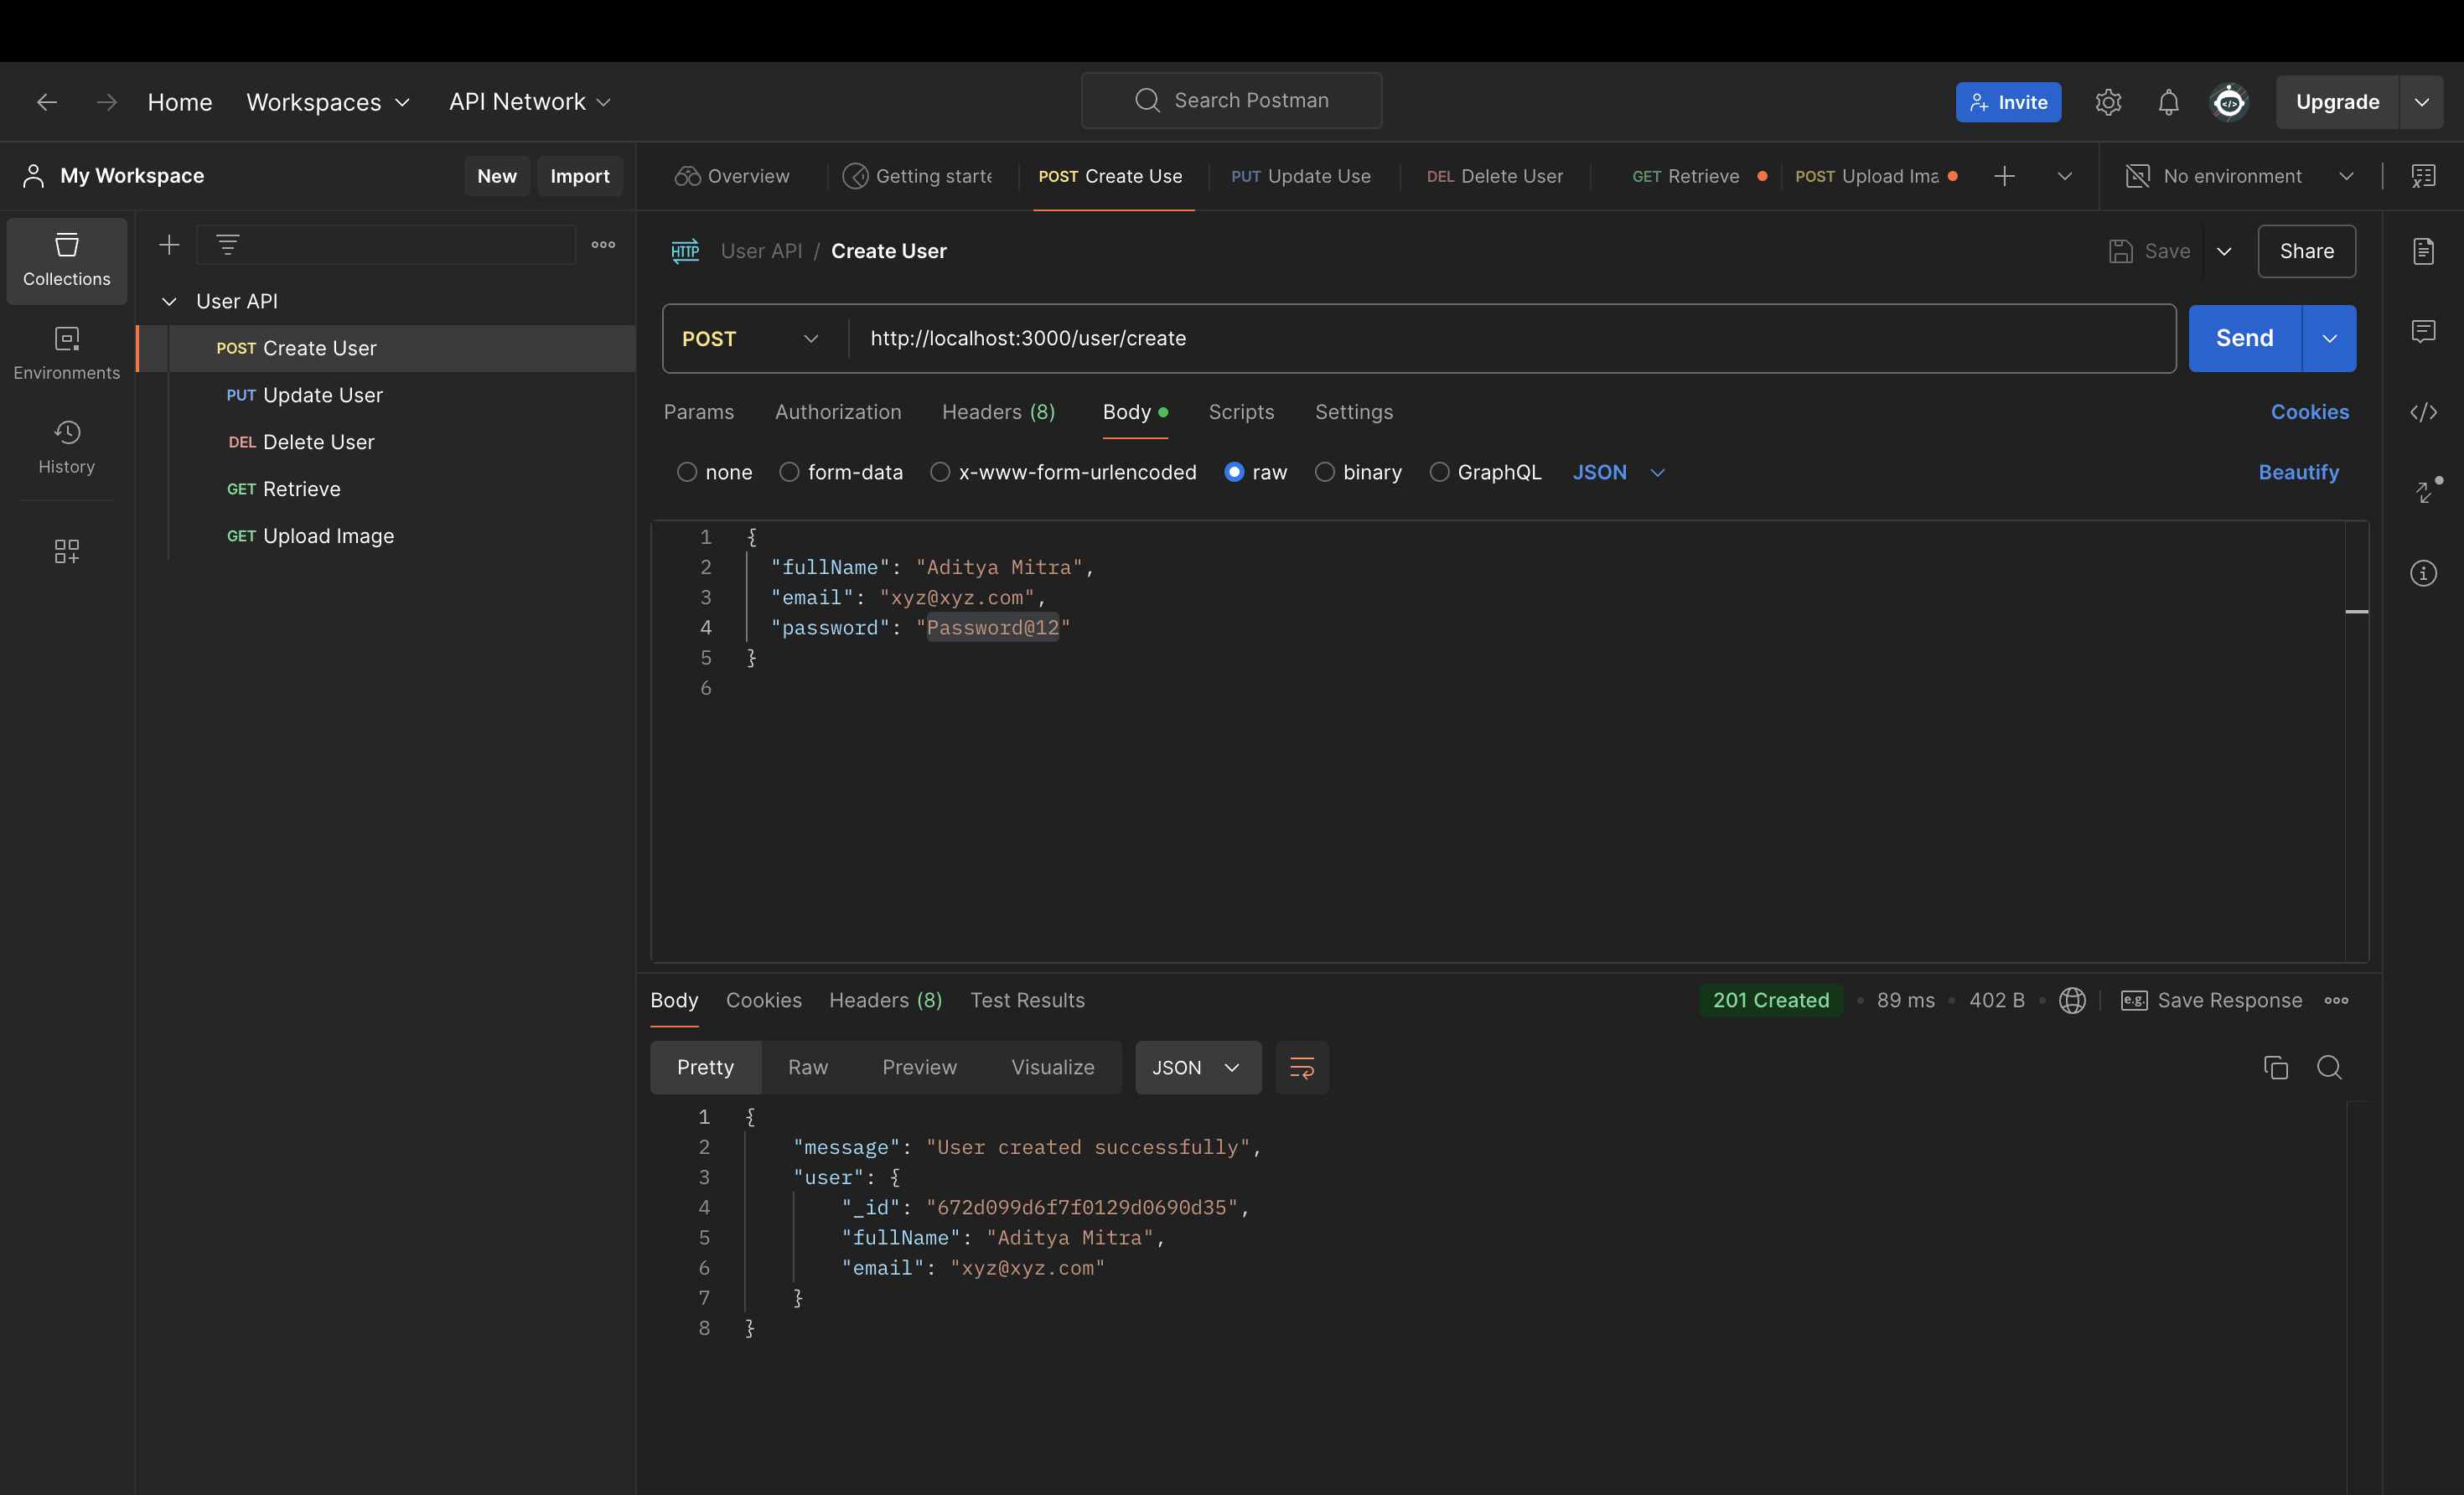 Home Workspaces API Network Search Postman Invite Upgrade
My Workspace New Import Overview Getting starte POST Create Use PUT Update Use DEL Delete User GET Retrieve POST Upload Ima No environment
Collections
Environments
History
User API
POST Create User
PUT Update User
DEL Delete User
GET Retrieve
GET Upload Image
HTTP User API / Create User Save Share
POST http://localhost:3000/user/create Send
Params Authorization Headers (8) Body Scripts Settings Cookies
none form-data x-www-form-urlencoded raw binary GraphQL JSON Beautify
1 {
2 "fullName": "Aditya Mitra",
3 "email": "xyz@xyz.com",
4 "password": "Password@12"
5 }
6
Body Cookies Headers (8) Test Results 201 Created • 89 ms • 402 B • e.g. Save Response
Pretty Raw Preview Visualize JSON
1 {
2 "message": "User created successfully",
3 "user": {
4 "_id": "672d099d6f7f0129d0690d35",
5 "fullName": "Aditya Mitra",
6 "email": "xyz@xyz.com"
7 }
8 }